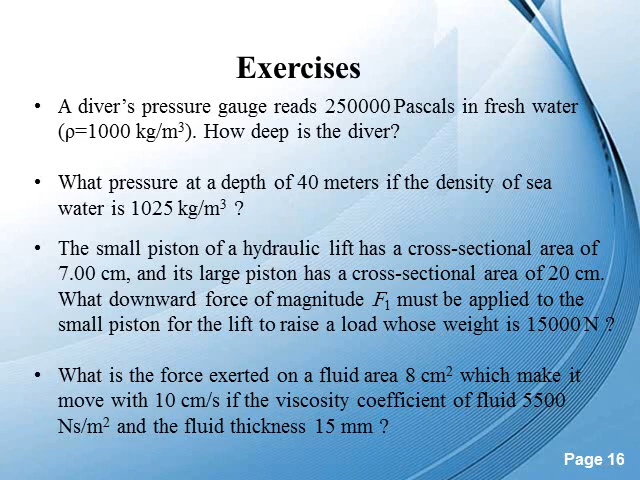 Exercises
• A diver’s pressure gauge reads 250000 Pascals in fresh water
(ρ=1000 kg/m³). How deep is the diver?
• What pressure at a depth of 40 meters if the density of sea
water is 1025 kg/m³ ?
• The small piston of a hydraulic lift has a cross-sectional area of
7.00 cm, and its large piston has a cross-sectional area of 20 cm.
What downward force of magnitude F₁ must be applied to the
small piston for the lift to raise a load whose weight is 15000 N ?
• What is the force exerted on a fluid area 8 cm² which make it
move with 10 cm/s if the viscosity coefficient of fluid 5500
Ns/m² and the fluid thickness 15 mm ?
Page 16